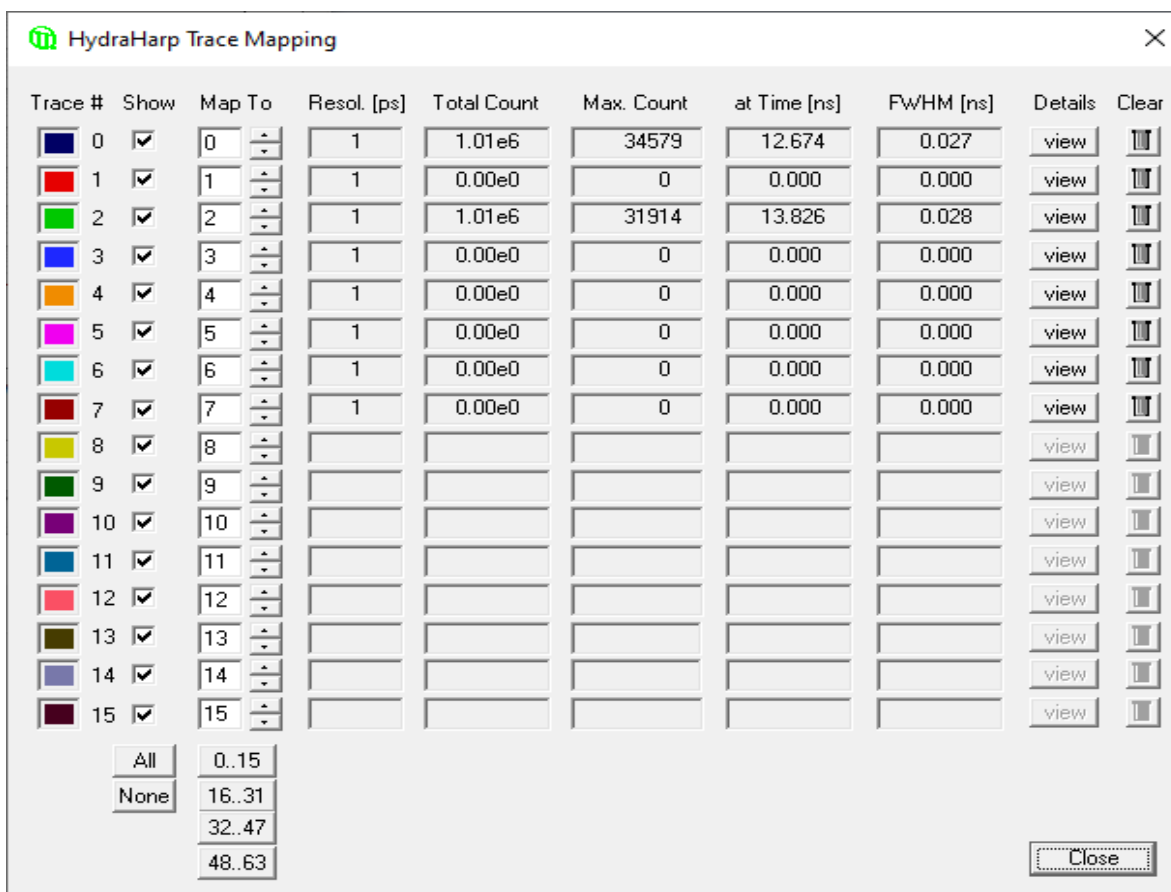 HydraHarp Trace Mapping
Trace # Show Map To Resol. [ps] Total Count Max. Count at Time [ns] FWHM [ns] Details Clear
0 0 1 1.01e6 34579 12.674 0.027 view
1 1 1 0.00e0 0 0.000 0.000 view
2 2 1 1.01e6 31914 13.826 0.028 view
3 3 1 0.00e0 0 0.000 0.000 view
4 4 1 0.00e0 0 0.000 0.000 view
5 5 1 0.00e0 0 0.000 0.000 view
6 6 1 0.00e0 0 0.000 0.000 view
7 7 1 0.00e0 0 0.000 0.000 view
8 8 view
9 9 view
10 10 view
11 11 view
12 12 view
13 13 view
14 14 view
15 15 view
All 0..15
None 16..31
32..47
48..63
Close